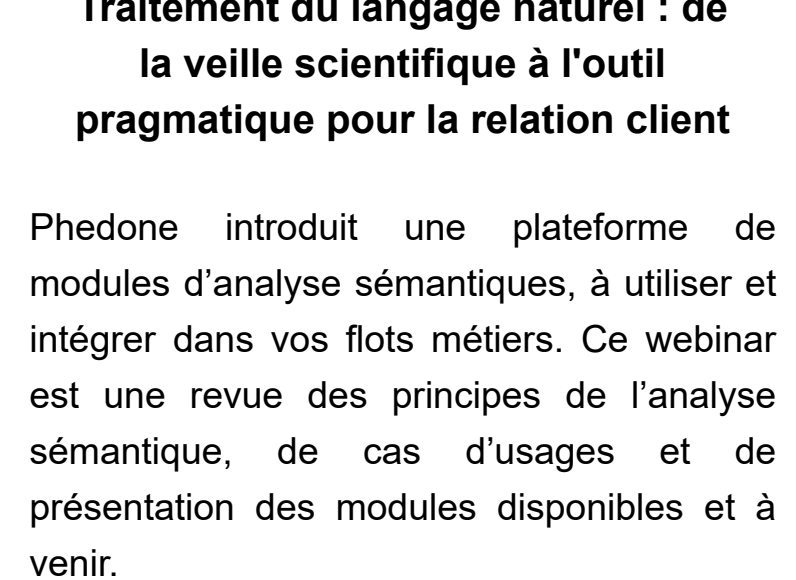 Traitement du langage naturel : de
la veille scientifique à l'outil
pragmatique pour la relation client
Phedone introduit une plateforme de
modules d’analyse sémantiques, à utiliser et
intégrer dans vos flots métiers. Ce webinar
est une revue des principes de l’analyse
sémantique, de cas d’usages et de
présentation des modules disponibles et à
venir.